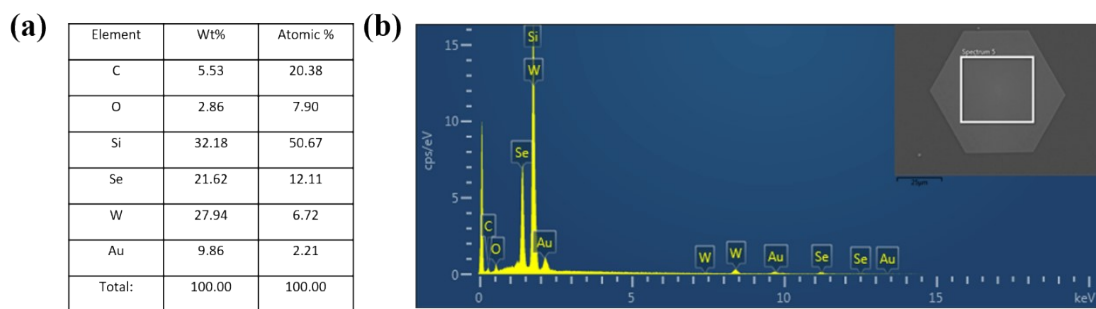 (a)
Element Wt% Atomic %
C 5.53 20.38
O 2.86 7.90
Si 32.18 50.67
Se 21.62 12.11
W 27.94 6.72
Au 9.86 2.21
Total: 100.00 100.00
(b)
cps/eV
15
10
5
0
Si
W
Se
C
O
Au
W
W
Au
Se
Se
Au
0 5 10 15 keV
Spectrum 5
25µm